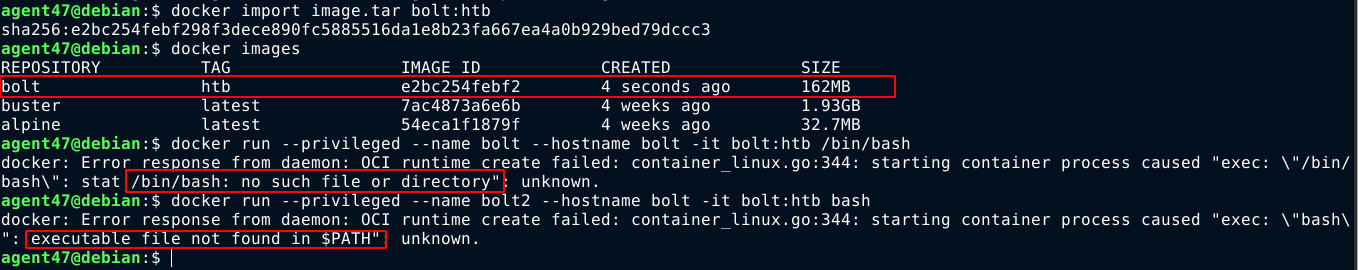 agent47@debian:$ docker import image.tar bolt:htb
sha256:e2bc254febf298f3dece890fc5885516da1e8b23fa667ea4a0b929bed79dccc3
agent47@debian:$ docker images
REPOSITORY TAG IMAGE ID CREATED SIZE
bolt htb e2bc254febf2 4 seconds ago 162MB
buster latest 7ac4873a6e6b 4 weeks ago 1.93GB
alpine latest 54eca1f1879f 4 weeks ago 32.7MB
agent47@debian:$ docker run --privileged --name bolt --hostname bolt -it bolt:htb /bin/bash
docker: Error response from daemon: OCI runtime create failed: container_linux.go:344: starting container process caused "exec: \"/bin/
bash\": stat /bin/bash: no such file or directory": unknown.
agent47@debian:$ docker run --privileged --name bolt2 --hostname bolt -it bolt:htb bash
docker: Error response from daemon: OCI runtime create failed: container_linux.go:344: starting container process caused "exec: \"bash\
": executable file not found in $PATH": unknown.
agent47@debian:$